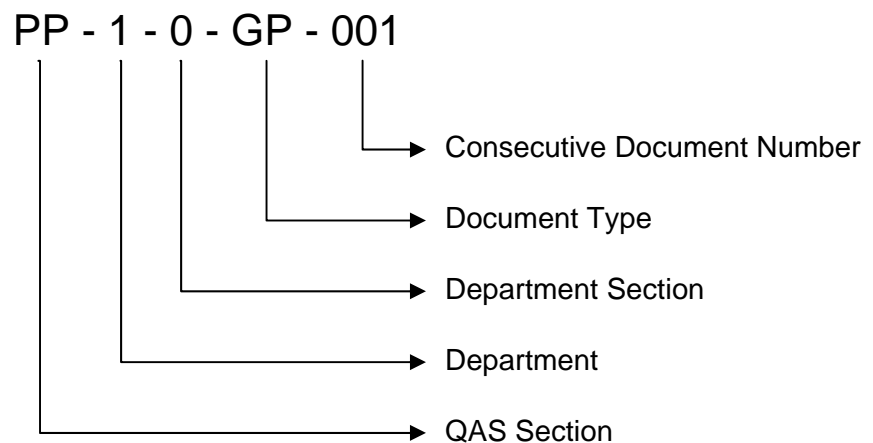 PP - 1 - 0 - GP - 001
Consecutive Document Number
Document Type
Department Section
Department
QAS Section